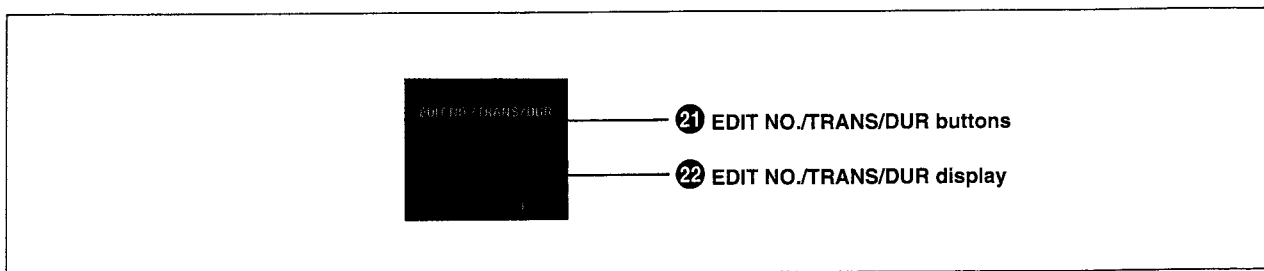 EDIT NO./TRANS/DUR
21 EDIT NO./TRANS/DUR buttons
22 EDIT NO./TRANS/DUR display